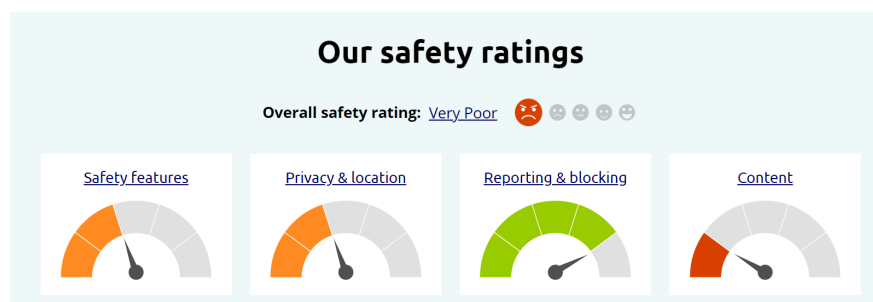 Our safety ratings
Overall safety rating: Very Poor
Safety features
Privacy & location
Reporting & blocking
Content